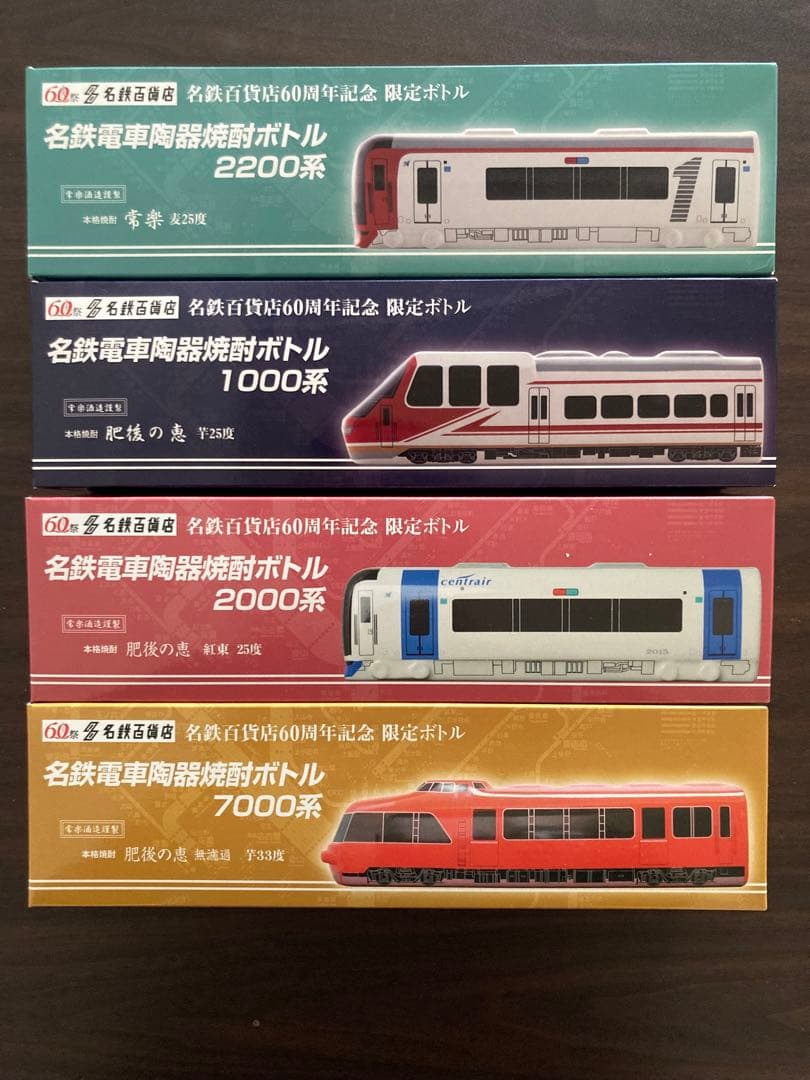 60祭 名鉄百貨店 名鉄百貨店60周年記念 限定ボトル
名鉄電車陶器焼酎ボトル
2200系
常楽酒造謹製
本格焼酎 常楽 麦25度
1
60祭 名鉄百貨店 名鉄百貨店60周年記念 限定ボトル
名鉄電車陶器焼酎ボトル
1000系
常楽酒造謹製
本格焼酎 肥後の恵 芋25度
60祭 名鉄百貨店 名鉄百貨店60周年記念 限定ボトル
名鉄電車陶器焼酎ボトル
2000系
常楽酒造謹製
本格焼酎 肥後の恵 紅東 25度
centrair
2015
60祭 名鉄百貨店 名鉄百貨店60周年記念 限定ボトル
名鉄電車陶器焼酎ボトル
7000系
常楽酒造謹製
本格焼酎 肥後の恵 無濾過 芋33度